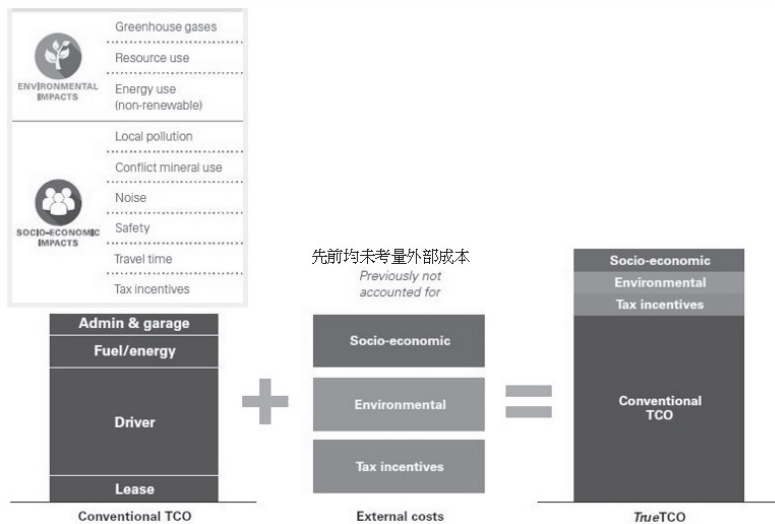 Greenhouse gases
Resource use
Energy use
(non-renewable)
ENVIRONMENTAL
IMPACTS
Local pollution
Conflict mineral use
Noise
Safety
Travel time
Tax incentives
SOCIO-ECONOMIC
IMPACTS
Admin & garage
Fuel/energy
Driver
Lease
Conventional TCO
先前均未考量外部成本
Previously not
accounted for
Socio-economic
Environmental
Tax incentives
External costs
Socio-economic
Environmental
Tax incentives
Conventional
TCO
TrueTCO